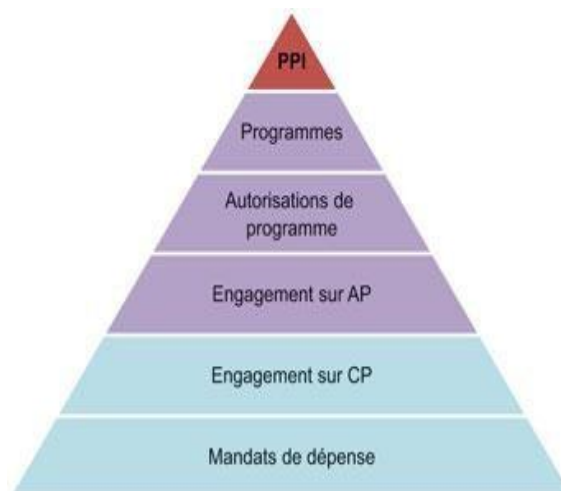 PPI
Programmes
Autorisations de
programme
Engagement sur AP
Engagement sur CP
Mandats de dépense